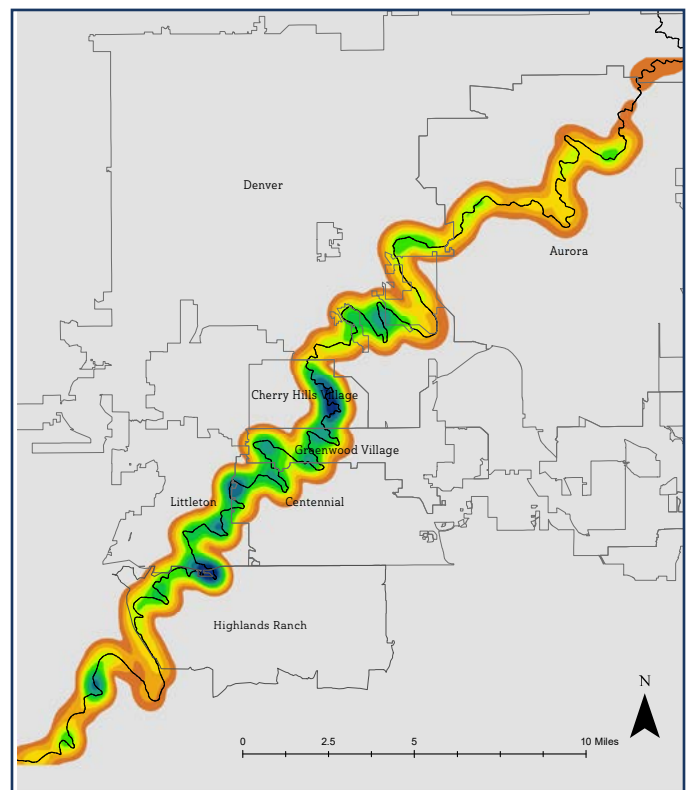 Denver
Aurora
Cherry Hills Village
Greenwood Village
Littleton
Centennial
Highlands Ranch
N
0 2.5 5 10 Miles